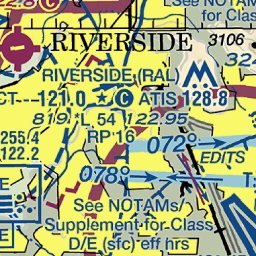 See NOTAMs
for Class
RIVERSIDE
3106
RIVERSIDE (RAL)
CT 121.0 * C ATIS 128.8
819 *L 54 122.95
RP 16
255.4
122.2
072°
EDITS
078°
See NOTAMs/
Supplement for Class
D/E (sfc) eff hrs